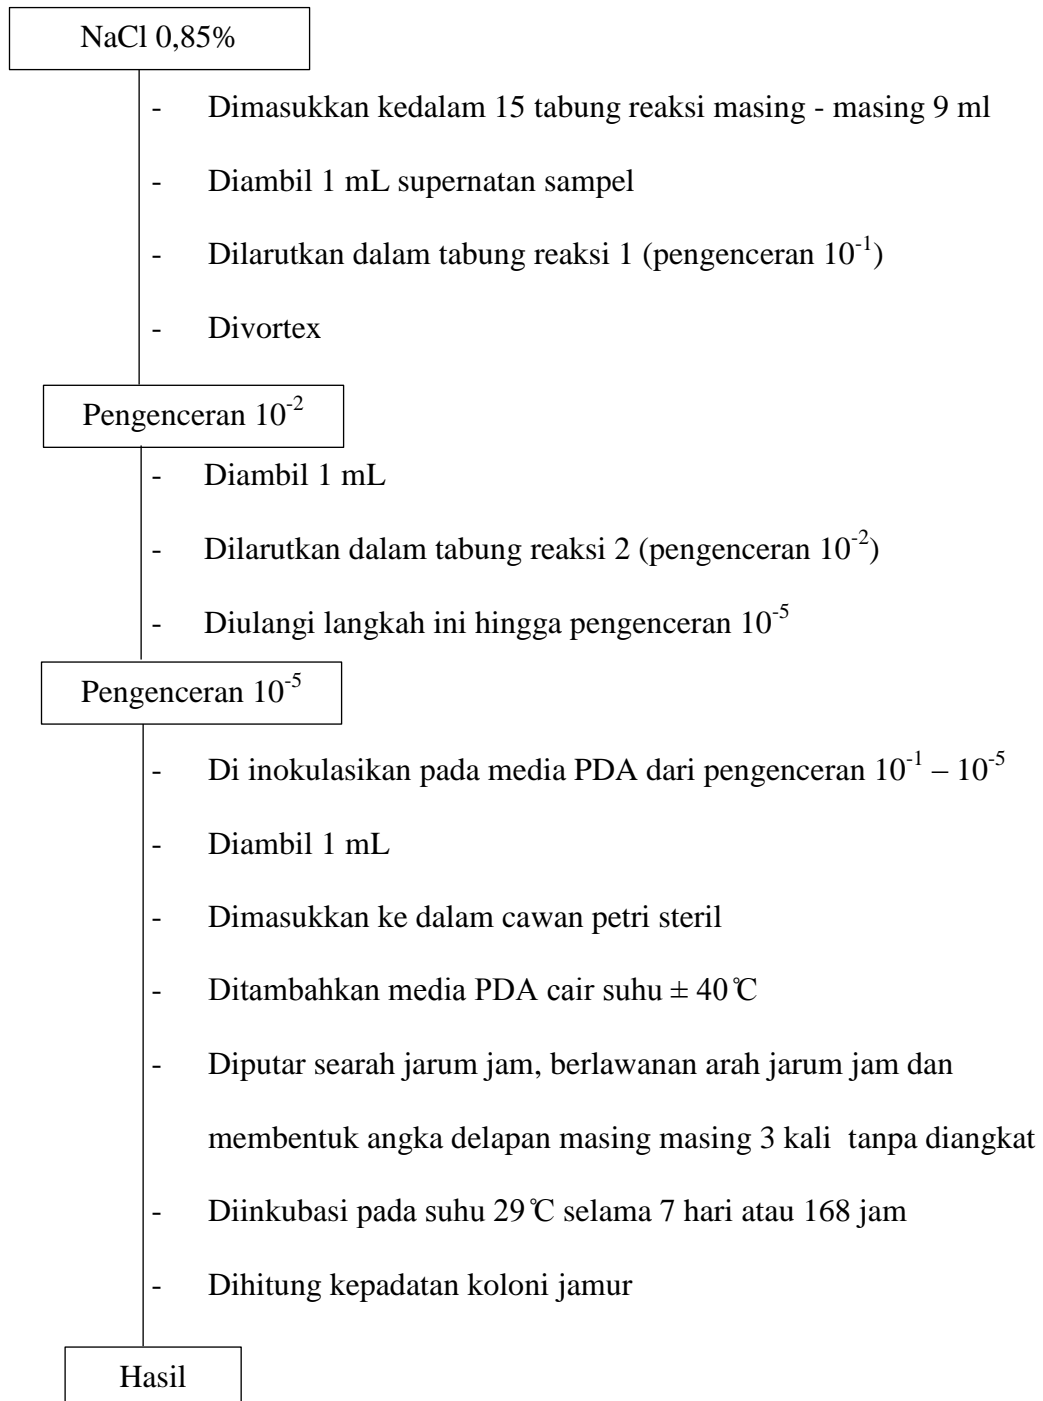 NaCl 0,85%
- Dimasukkan kedalam 15 tabung reaksi masing - masing 9 ml
- Diambil 1 mL supernatan sampel
- Dilarutkan dalam tabung reaksi 1 (pengenceran 10⁻¹)
- Divortex
Pengenceran 10⁻²
- Diambil 1 mL
- Dilarutkan dalam tabung reaksi 2 (pengenceran 10⁻²)
- Diulangi langkah ini hingga pengenceran 10⁻⁵
Pengenceran 10⁻⁵
- Di inokulasikan pada media PDA dari pengenceran 10⁻¹ – 10⁻⁵
- Diambil 1 mL
- Dimasukkan ke dalam cawan petri steril
- Ditambahkan media PDA cair suhu ± 40℃
- Diputar searah jarum jam, berlawanan arah jarum jam dan
membentuk angka delapan masing masing 3 kali tanpa diangkat
- Diinkubasi pada suhu 29℃ selama 7 hari atau 168 jam
- Dihitung kepadatan koloni jamur
Hasil